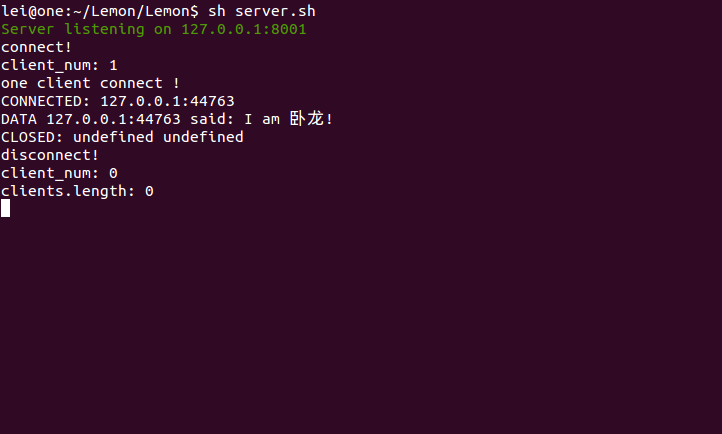 lei@one:~/Lemon/Lemon$ sh server.sh
Server listening on 127.0.0.1:8001
connect!
client_num: 1
one client connect !
CONNECTED: 127.0.0.1:44763
DATA 127.0.0.1:44763 said: I am 卧龙!
CLOSED: undefined undefined
disconnect!
client_num: 0
clients.length: 0